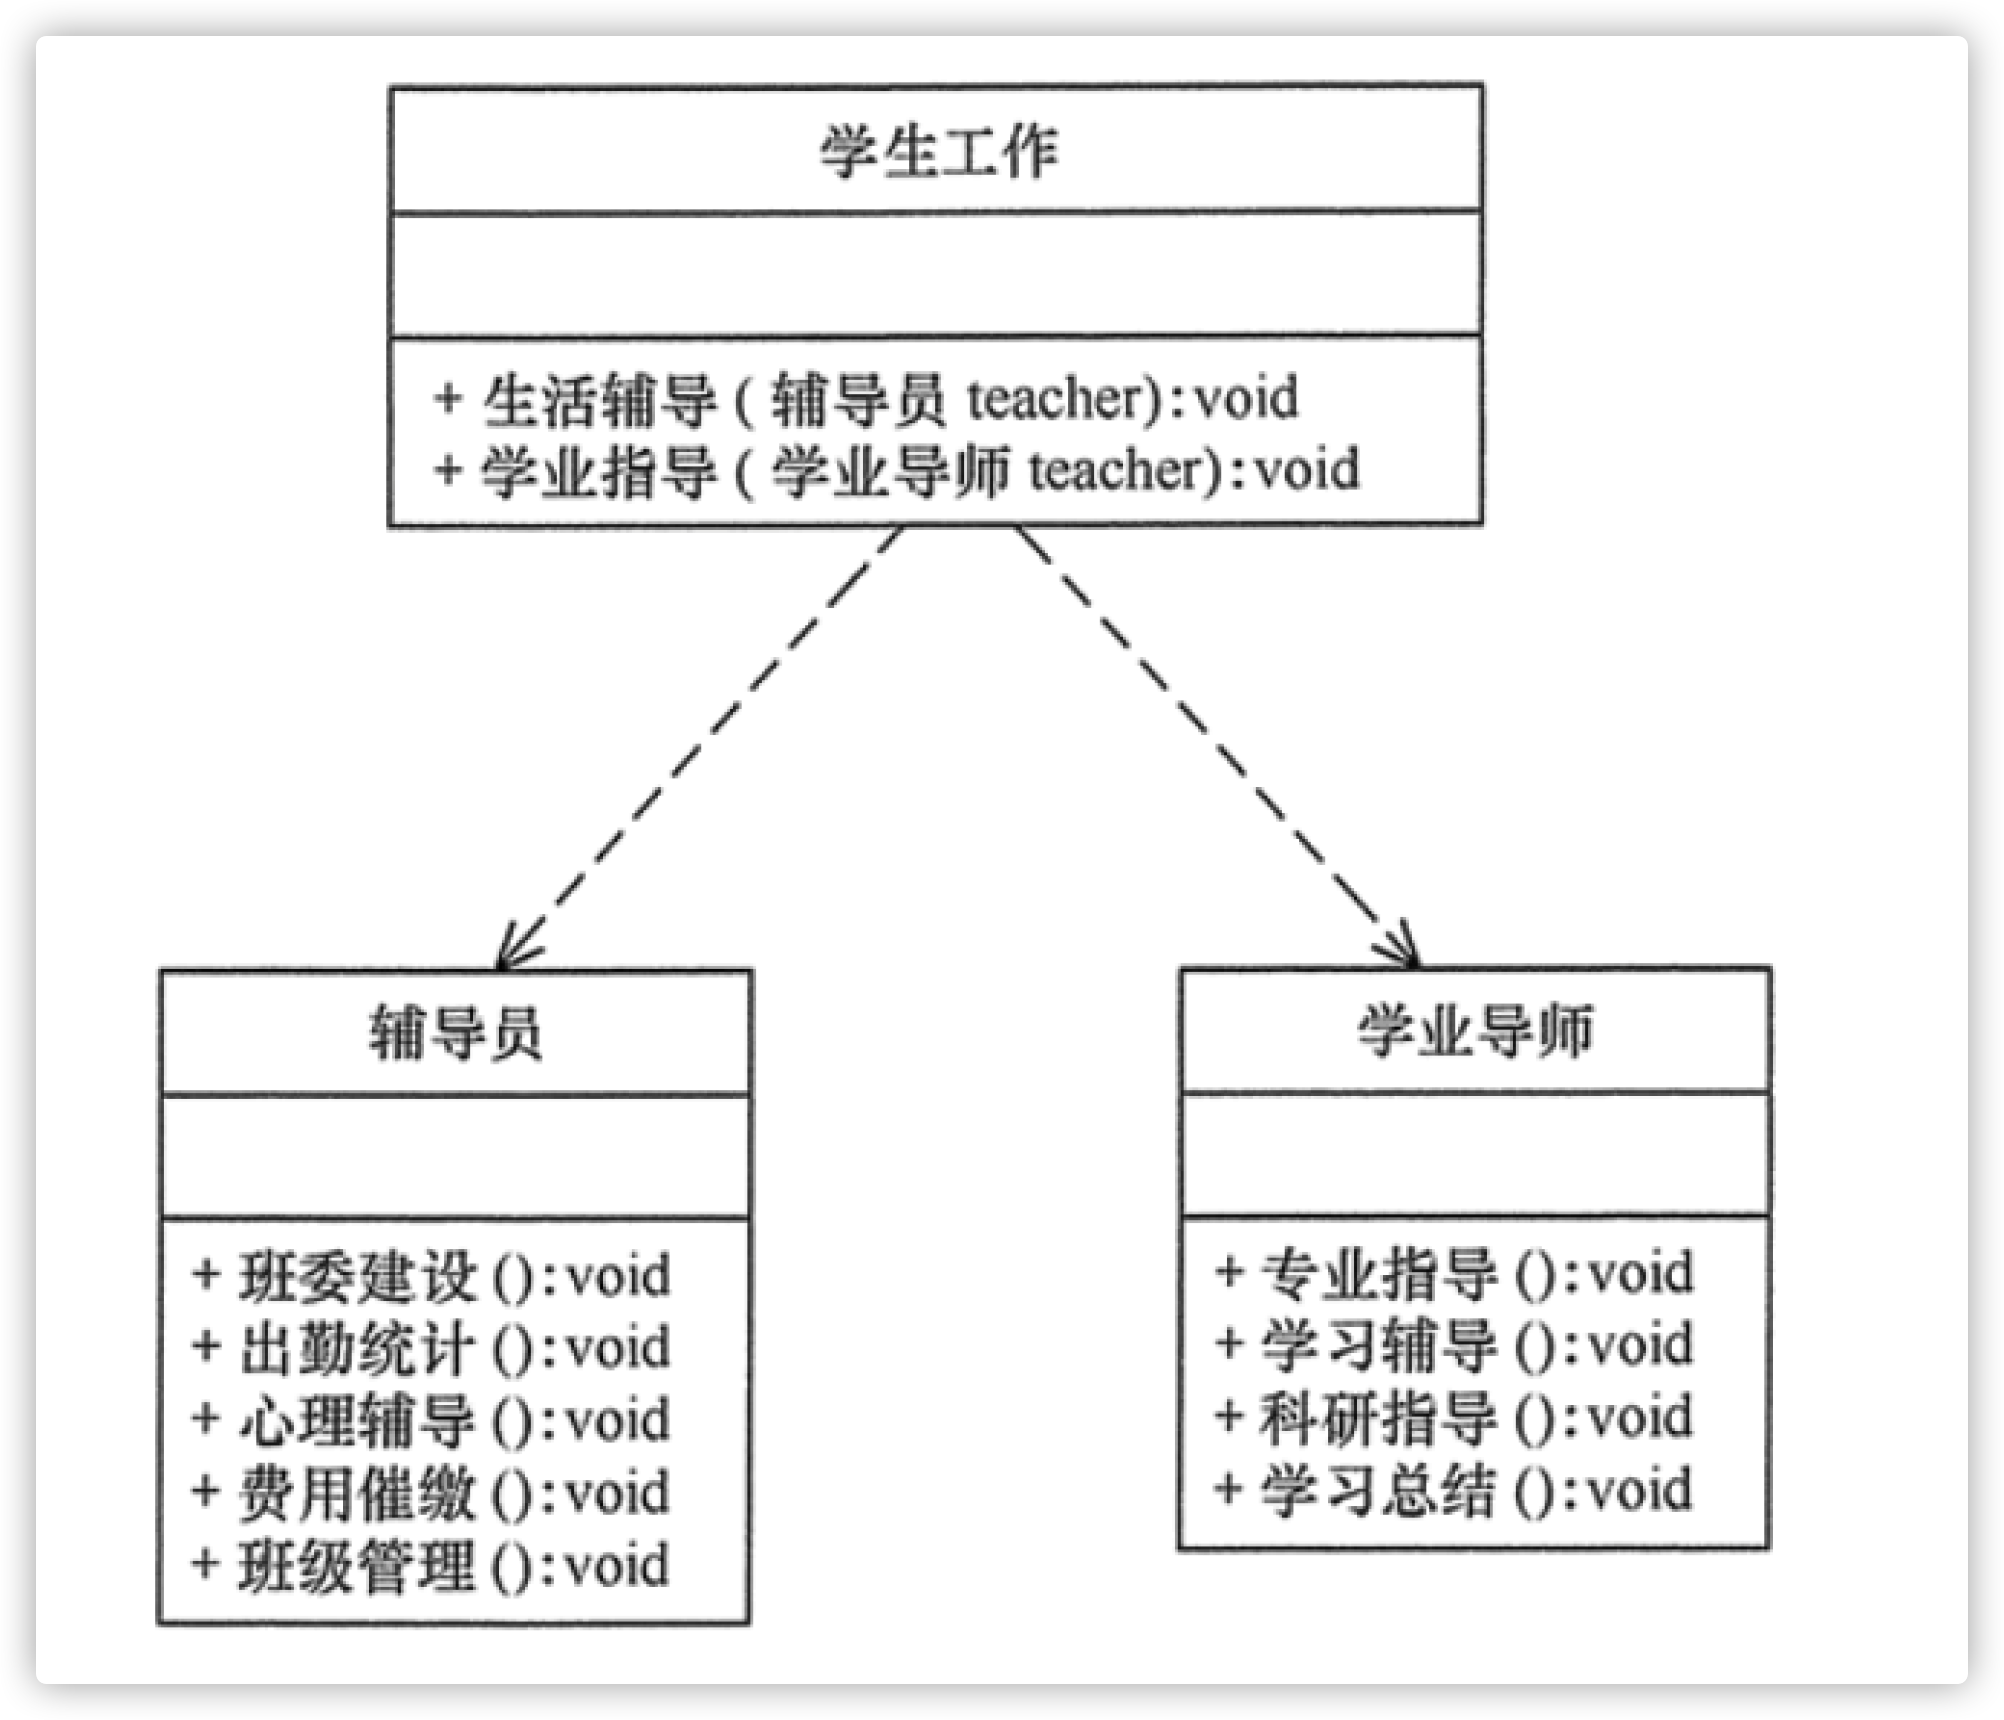 学生工作
+ 生活辅导 ( 辅导员 teacher):void
+ 学业指导 ( 学业导师 teacher):void
辅导员
+ 班委建设 ():void
+ 出勤统计 ():void
+ 心理辅导 ():void
+ 费用催缴 ():void
+ 班级管理 ():void
学业导师
+ 专业指导 ():void
+ 学习辅导 ():void
+ 科研指导 ():void
+ 学习总结 ():void